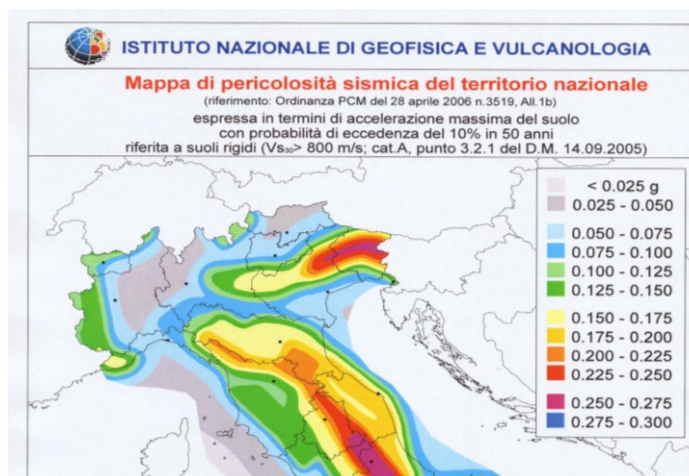 ISTITUTO NAZIONALE DI GEOFISICA E VULCANOLOGIA
Mappa di pericolosità sismica del territorio nazionale
(riferimento: Ordinanza PCM del 28 aprile 2006 n.3519, All.1b)
espressa in termini di accelerazione massima del suolo
con probabilità di eccedenza del 10% in 50 anni
riferita a suoli rigidi (Vs₃₀> 800 m/s; cat.A, punto 3.2.1 del D.M. 14.09.2005)
< 0.025 g
0.025 - 0.050
0.050 - 0.075
0.075 - 0.100
0.100 - 0.125
0.125 - 0.150
0.150 - 0.175
0.175 - 0.200
0.200 - 0.225
0.225 - 0.250
0.250 - 0.275
0.275 - 0.300